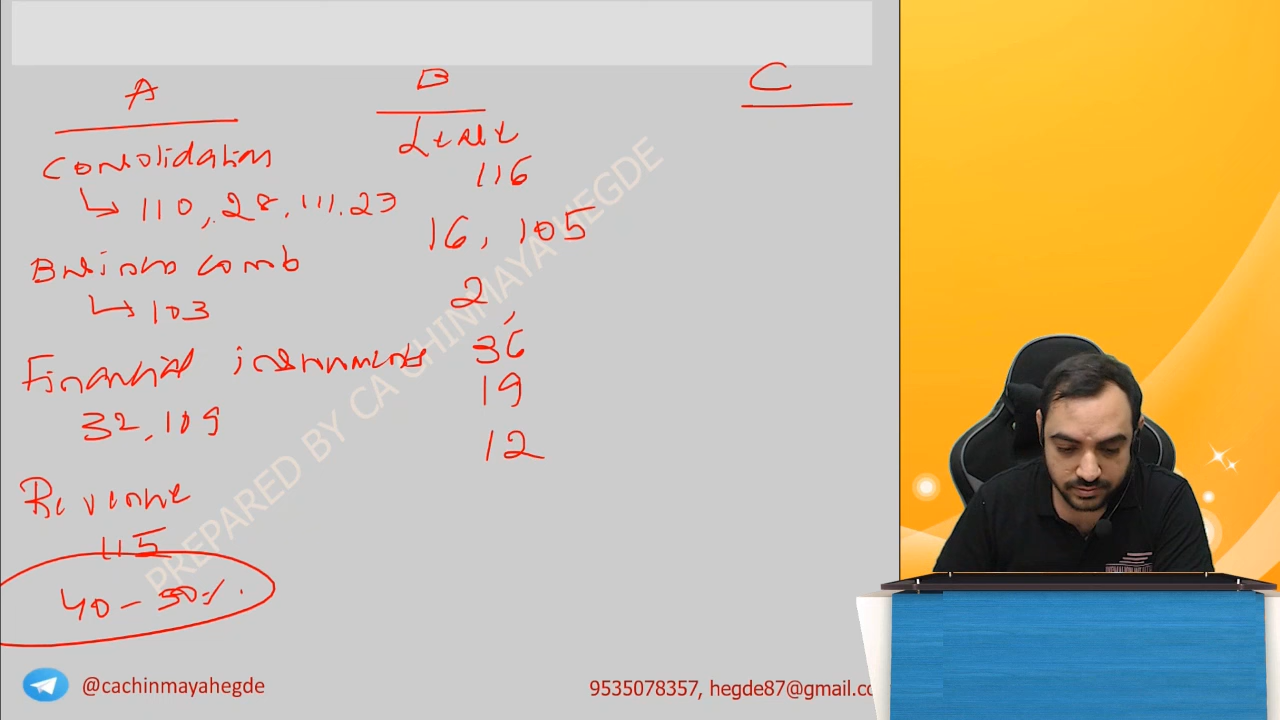 A
Consolidation
↳ 110, 28, 111, 23
Business comb
↳ 103
Financial instruments
32, 109
Revenue
115
40 - 50%.
B
Lease
116
16, 105
2,
36
19
12
C
PREPARED BY CA CHINMAYA HEGDE
@cachinmayahegde
9535078357, hegde87@gmail.co